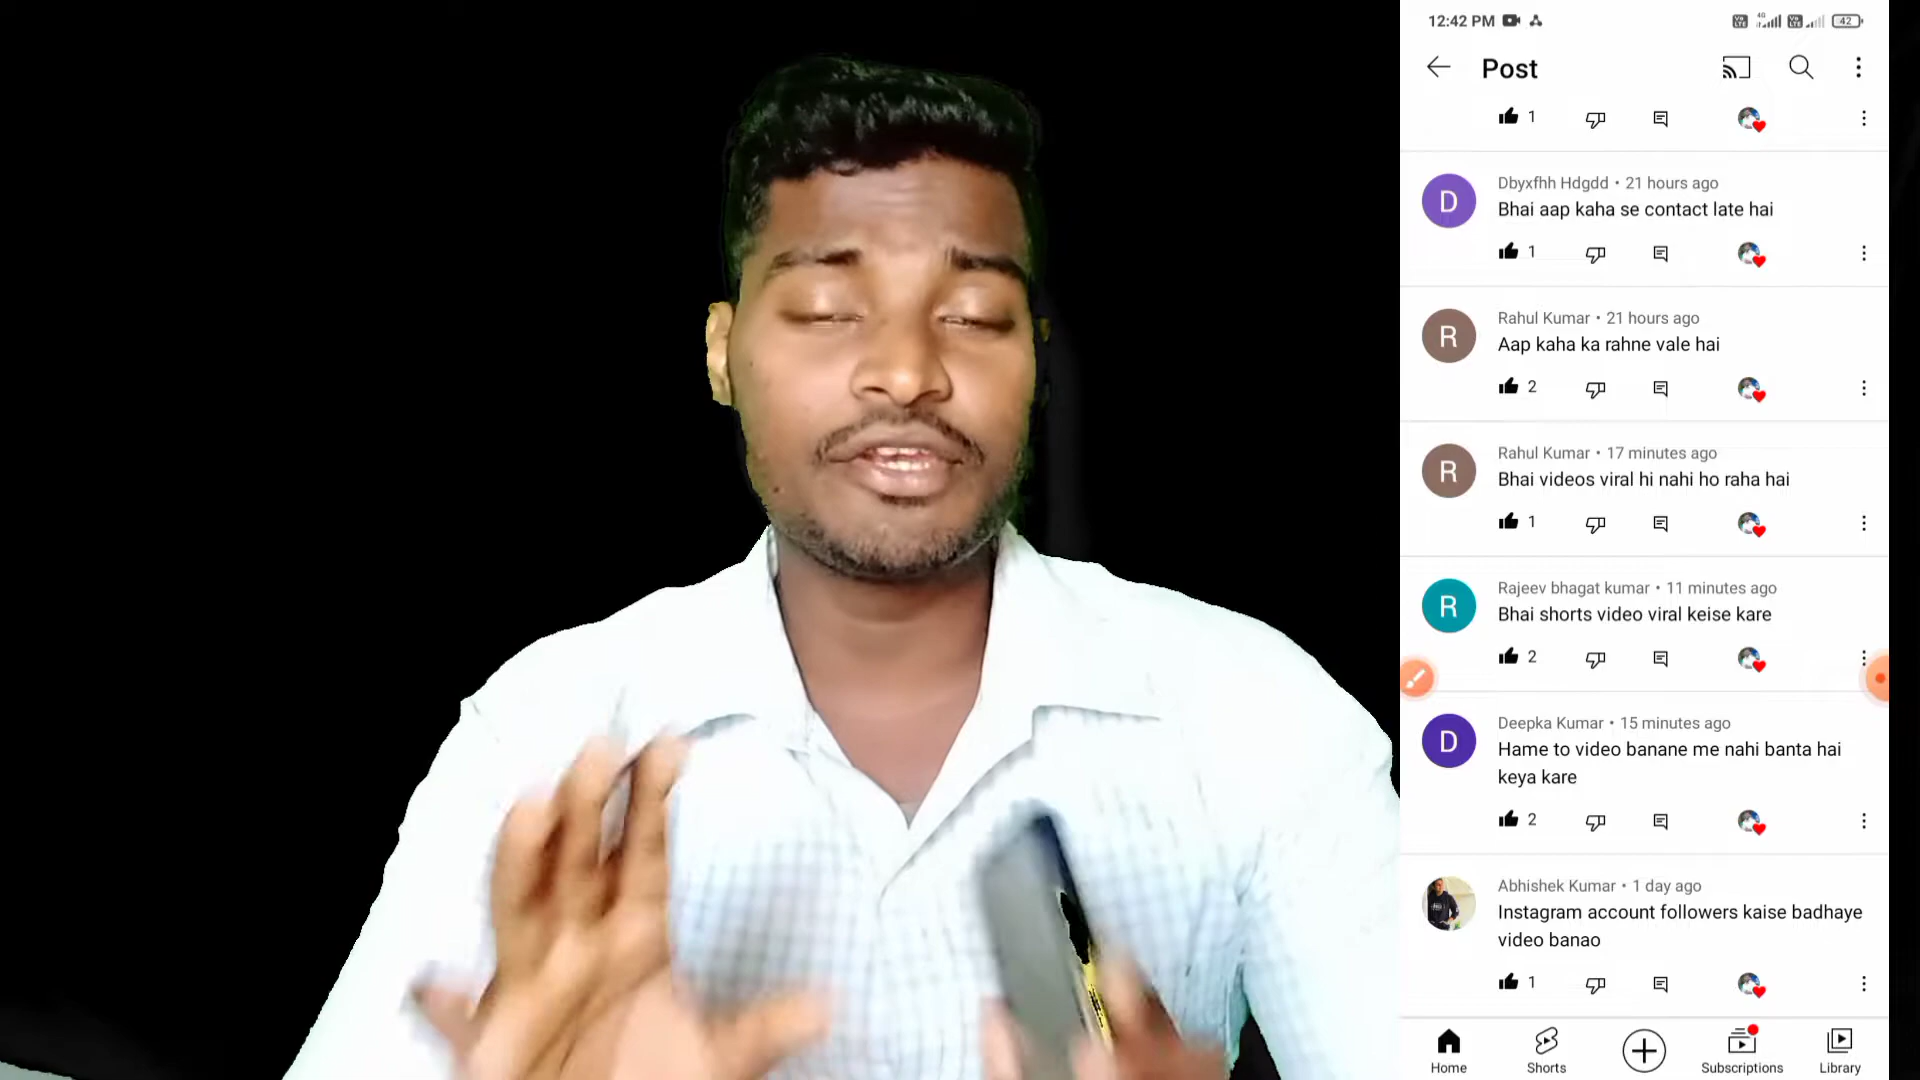 12:42 PM
4G
42
Post
1
D
Dbyxfhh Hdgdd • 21 hours ago
Bhai aap kaha se contact late hai
1
R
Rahul Kumar • 21 hours ago
Aap kaha ka rahne vale hai
2
R
Rahul Kumar • 17 minutes ago
Bhai videos viral hi nahi ho raha hai
1
R
Rajeev bhagat kumar • 11 minutes ago
Bhai shorts video viral keise kare
2
D
Deepka Kumar • 15 minutes ago
Hame to video banane me nahi banta hai
keya kare
2
Abhishek Kumar • 1 day ago
Instagram account followers kaise badhaye
video banao
1
Home
Shorts
Subscriptions
Library